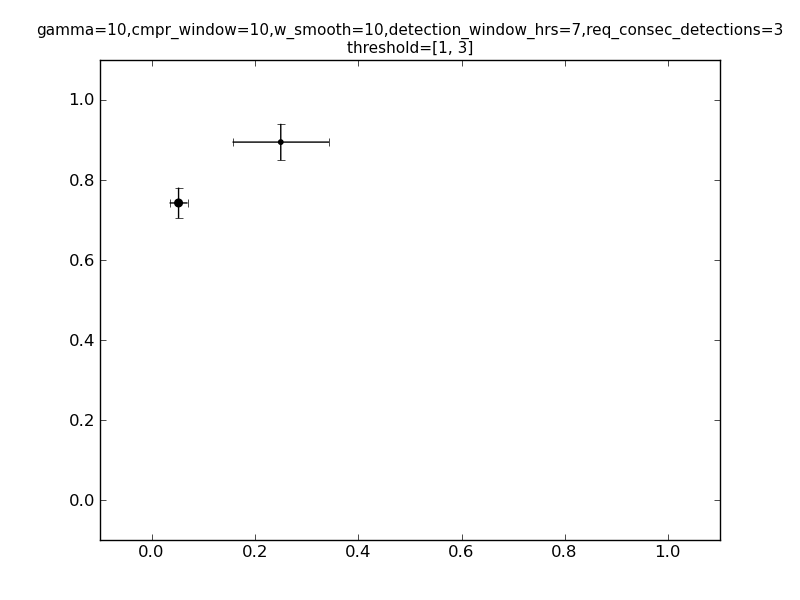 gamma=10,cmpr_window=10,w_smooth=10,detection_window_hrs=7,req_consec_detections=3
threshold=[1, 3]
1.0
0.8
0.6
0.4
0.2
0.0
0.0 0.2 0.4 0.6 0.8 1.0